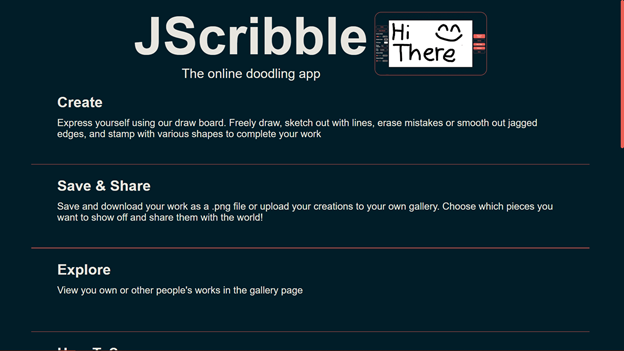 JScribble
Hi
There
The online doodling app
Create
Express yourself using our draw board. Freely draw, sketch out with lines, erase mistakes or smooth out jagged
edges, and stamp with various shapes to complete your work
Save & Share
Save and download your work as a .png file or upload your creations to your own gallery. Choose which pieces you
want to show off and share them with the world!
Explore
View you own or other people's works in the gallery page